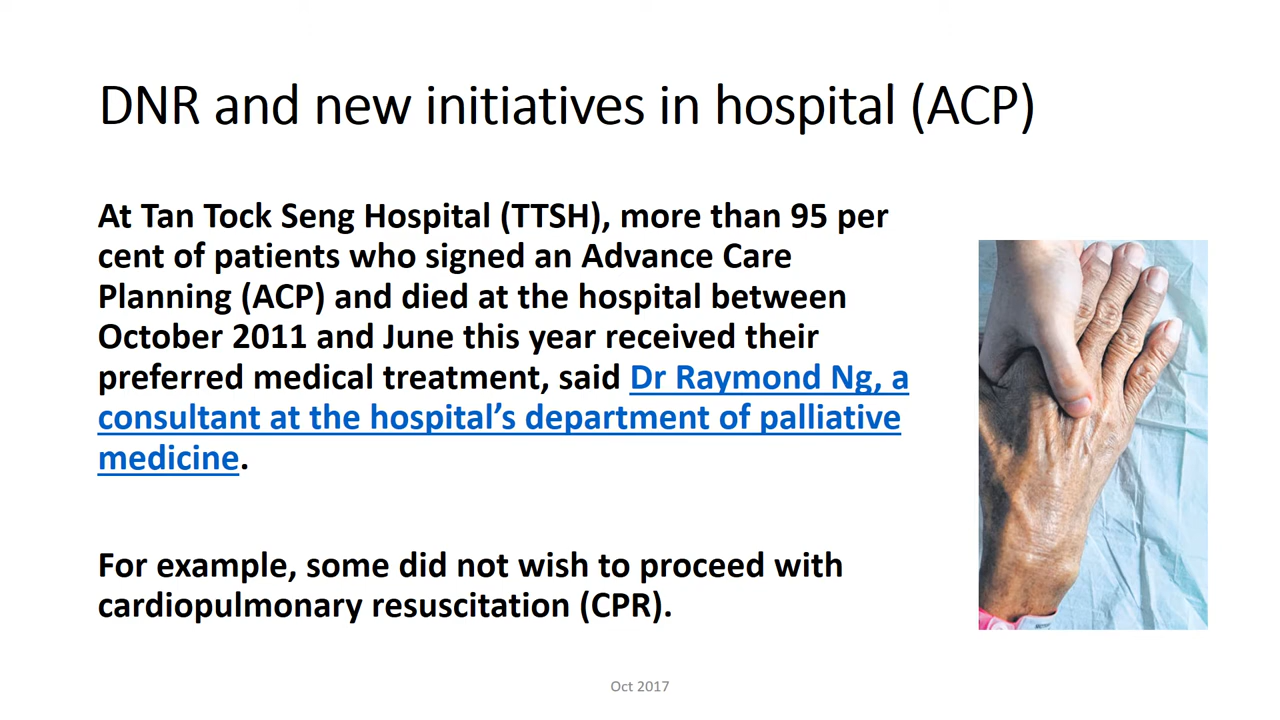 DNR and new initiatives in hospital (ACP)
At Tan Tock Seng Hospital (TTSH), more than 95 per
cent of patients who signed an Advance Care
Planning (ACP) and died at the hospital between
October 2011 and June this year received their
preferred medical treatment, said Dr Raymond Ng, a
consultant at the hospital’s department of palliative
medicine.
For example, some did not wish to proceed with
cardiopulmonary resuscitation (CPR).
Oct 2017